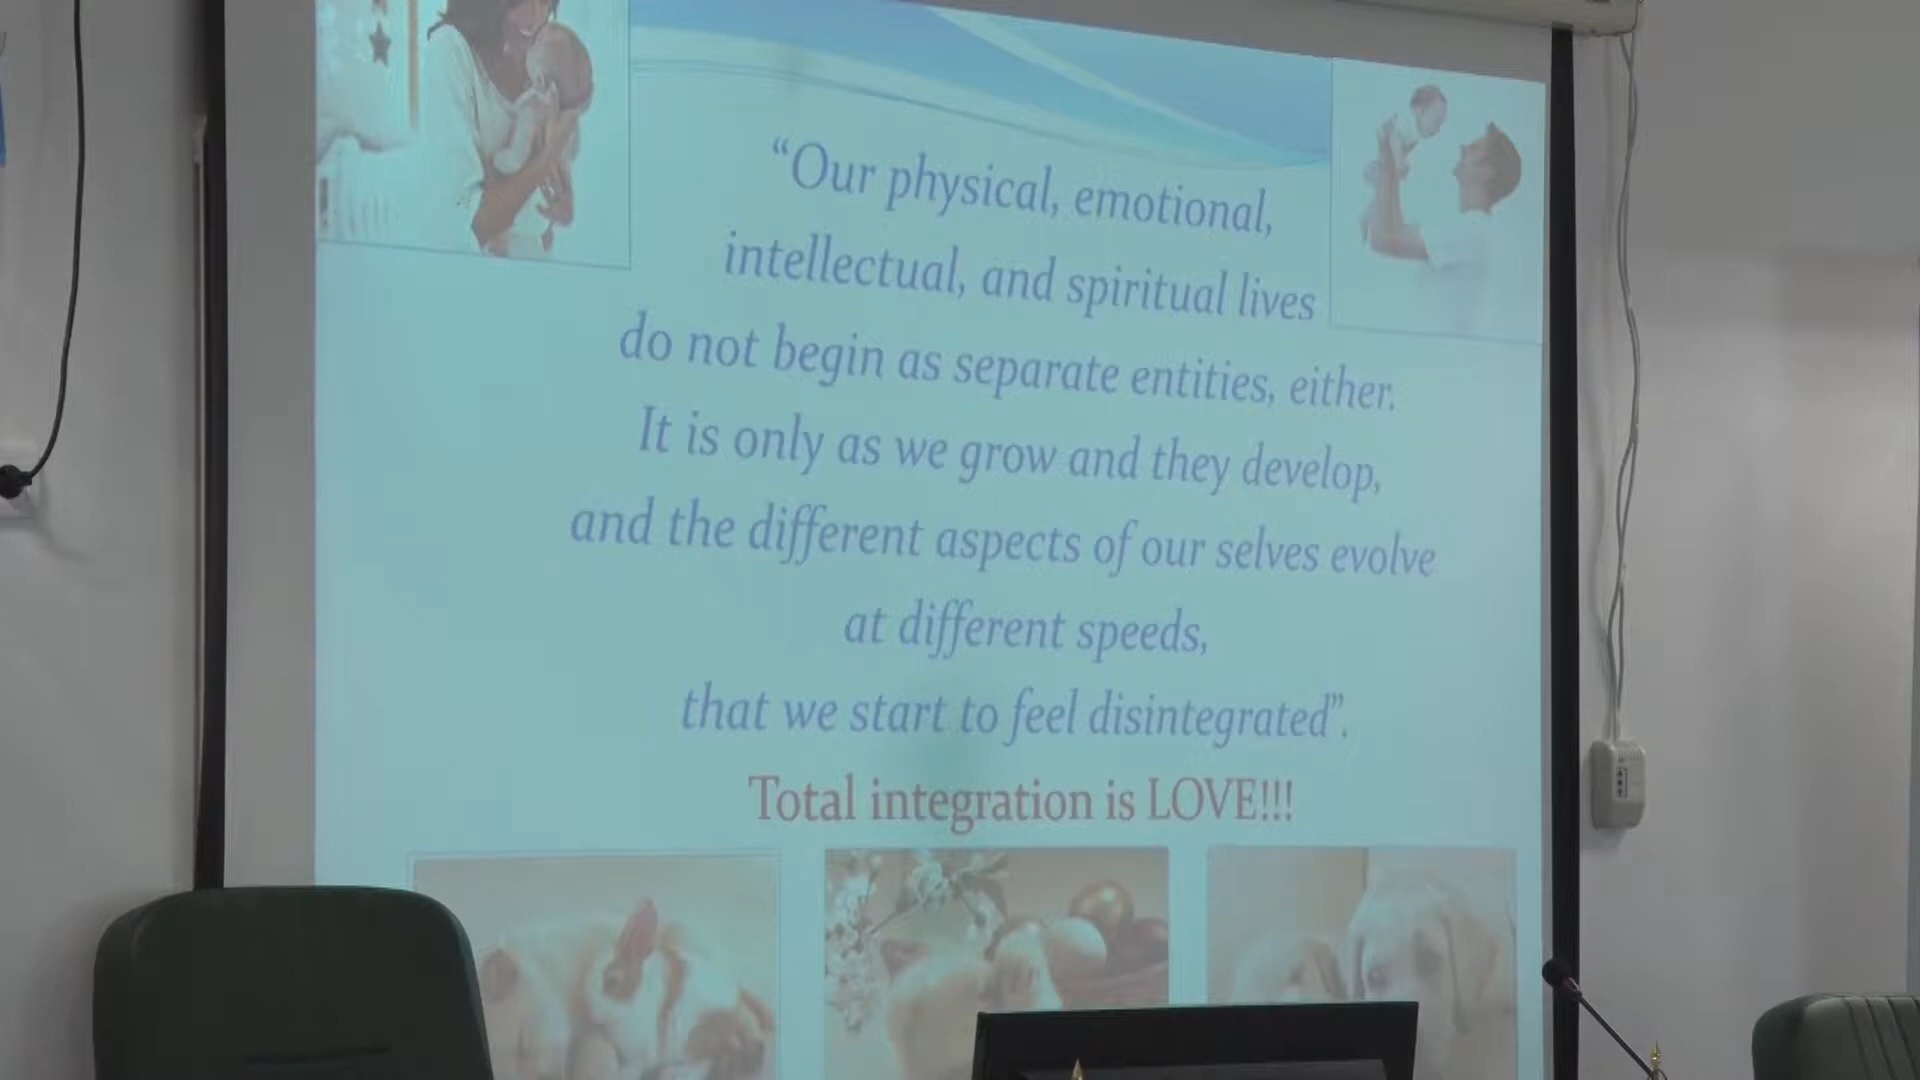 “Our physical, emotional,
intellectual, and spiritual lives
do not begin as separate entities, either.
It is only as we grow and they develop,
and the different aspects of our selves evolve
at different speeds,
that we start to feel disintegrated”.
Total integration is LOVE!!!